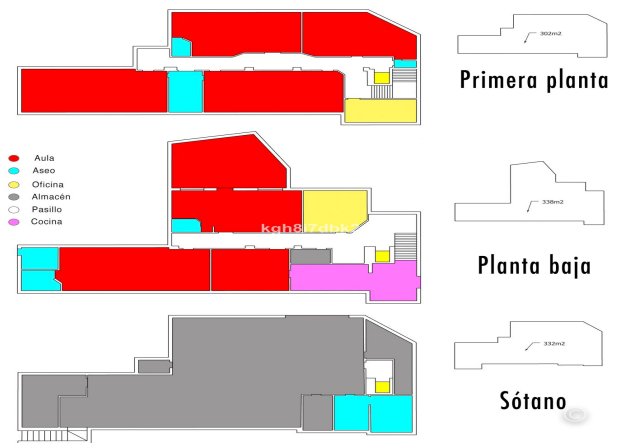 302m2
Primera planta
Aula
Aseo
Oficina
Almacén
Pasillo
Cocina
338m2
Planta baja
332m2
Sótano